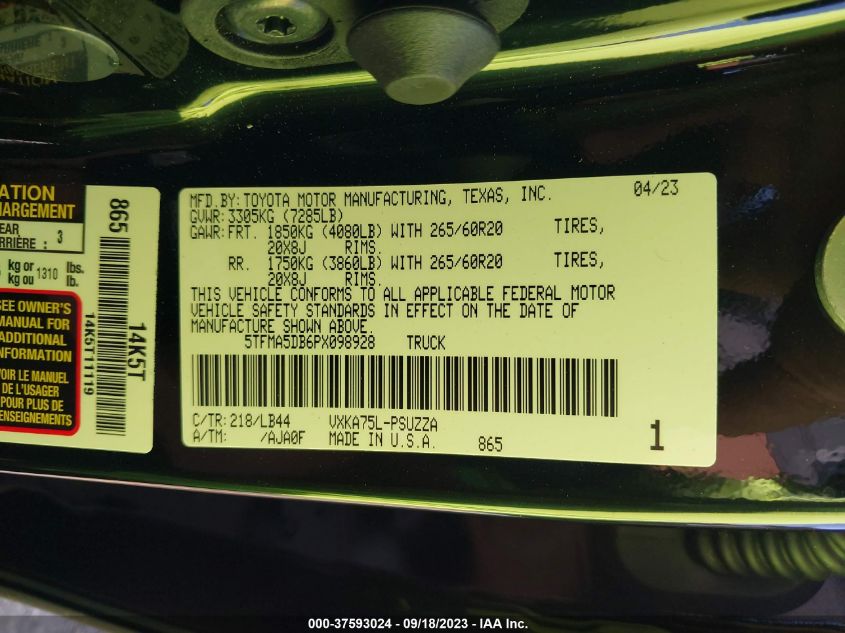 ATION
HARGEMENT
EAR
RRIÈRE : 3
kg or 1310 lbs.
kg ou lb.
SEE OWNER'S
MANUAL FOR
ADDITIONAL
INFORMATION
VOIR LE MANUEL
DE L'USAGER
POUR PLUS DE
RENSEIGNEMENTS
865
14K5T
14K5T11119
MFD.BY: TOYOTA MOTOR MANUFACTURING, TEXAS, INC. 04/23
GVWR: 3305KG (7285LB)
GAWR: FRT. 1850KG (4080LB) WITH 265/60R20 TIRES,
20X8J RIMS.
RR. 1750KG (3860LB) WITH 265/60R20 TIRES,
20X8J RIMS.
THIS VEHICLE CONFORMS TO ALL APPLICABLE FEDERAL MOTOR
VEHICLE SAFETY STANDARDS IN EFFECT ON THE DATE OF
MANUFACTURE SHOWN ABOVE.
5TFMA5DB6PX098928 TRUCK
C/TR: 218/LB44 VXKA75L-PSUZZA
A/TM: /AJA0F MADE IN U.S.A. 865 1
000-37593024 - 09/18/2023 - © IAA Inc.